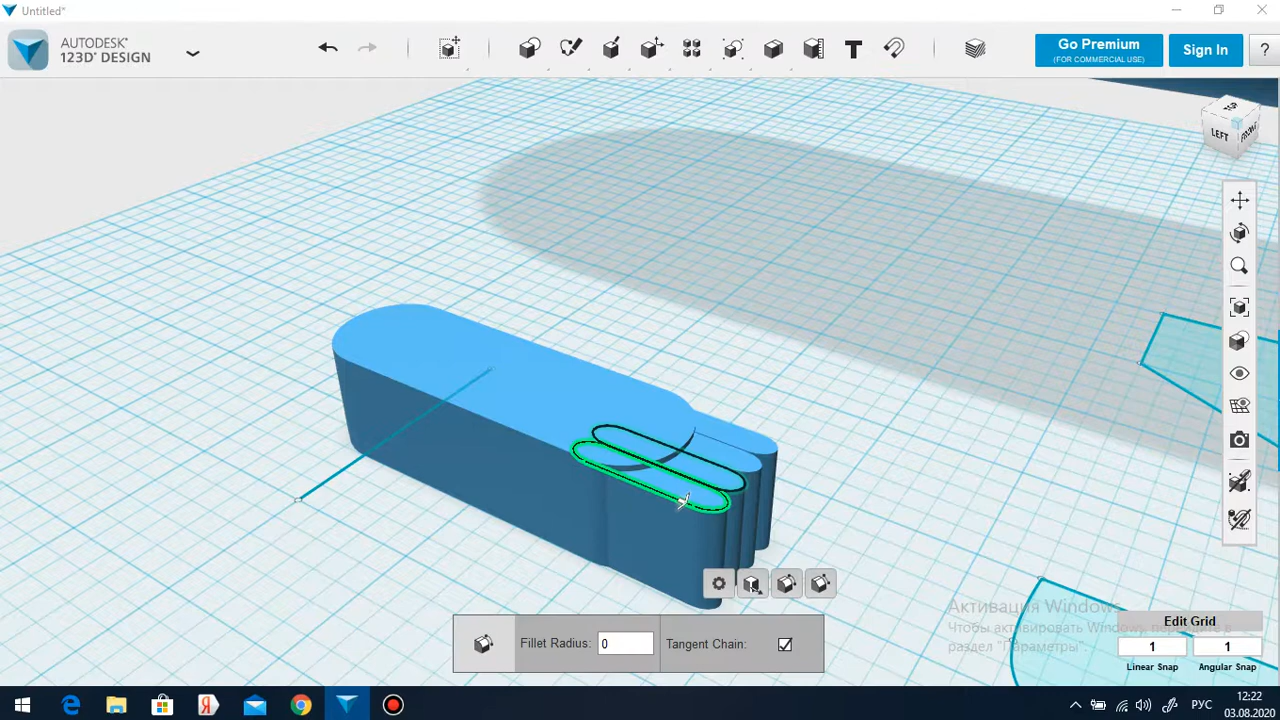 Untitled*
AUTODESK®
123D® DESIGN
Go Premium
(FOR COMMERCIAL USE)
Sign In
?
LEFT
FRONT
Fillet Radius: 0
Tangent Chain:
Активация Windows
Чтобы активировать Windows, перейдите в
раздел "Параметры".
Edit Grid
1
1
Linear Snap
Angular Snap
РУС
12:22
03.08.2020